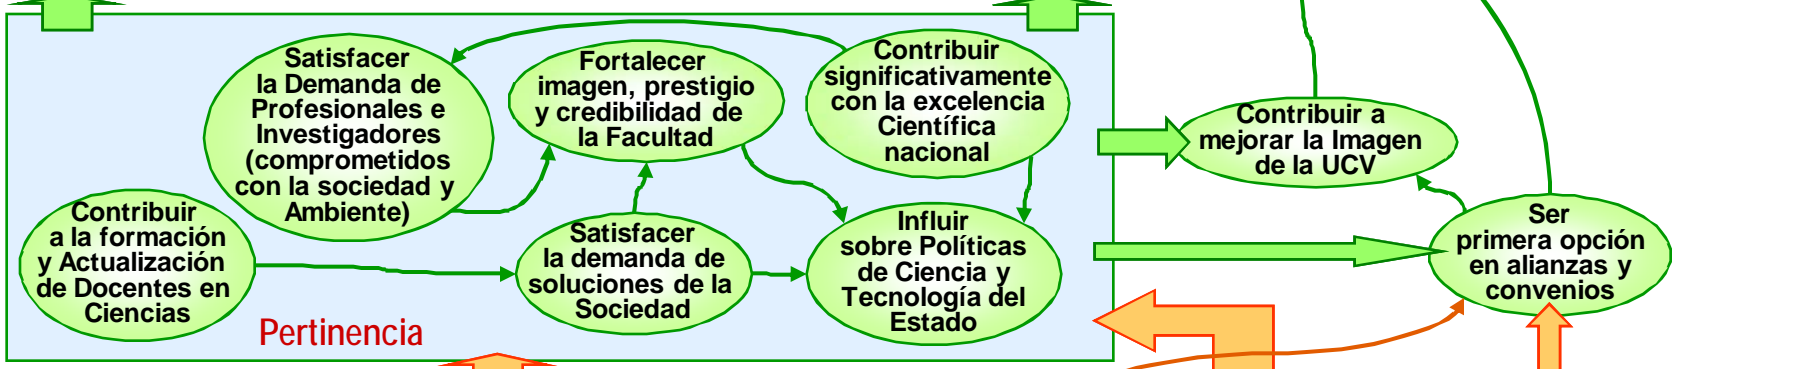 Satisfacer
la Demanda de
Profesionales e
Investigadores
(comprometidos
con la sociedad y
Ambiente)
Fortalecer
imagen, prestigio
y credibilidad de
la Facultad
Contribuir
significativamente
con la excelencia
Científica
nacional
Contribuir a
mejorar la Imagen
de la UCV
Contribuir
a la formación
y Actualización
de Docentes en
Ciencias
Satisfacer
la demanda de
soluciones de la
Sociedad
Influir
sobre Políticas
de Ciencia y
Tecnología del
Estado
Ser
primera opción
en alianzas y
convenios
Pertinencia